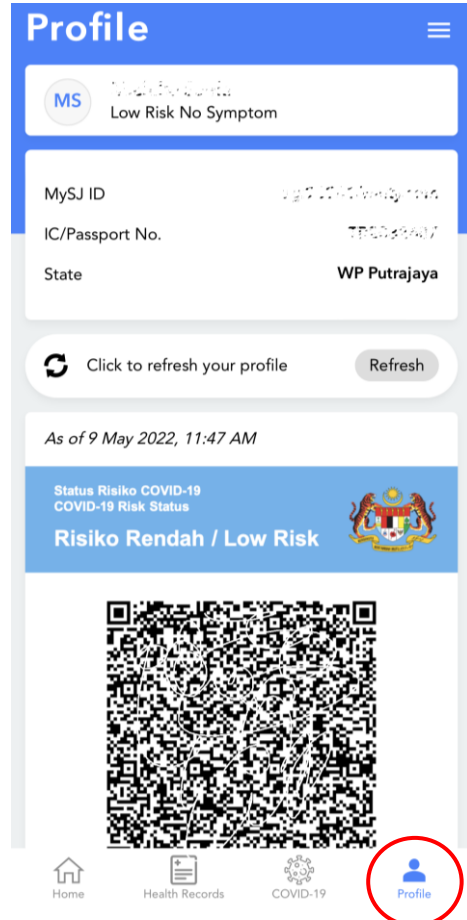 Profile
MS
Low Risk No Symptom
MySJ ID
IC/Passport No.
State WP Putrajaya
Click to refresh your profile Refresh
As of 9 May 2022, 11:47 AM
Status Risiko COVID-19
COVID-19 Risk Status
Risiko Rendah / Low Risk
Home Health Records COVID-19 Profile